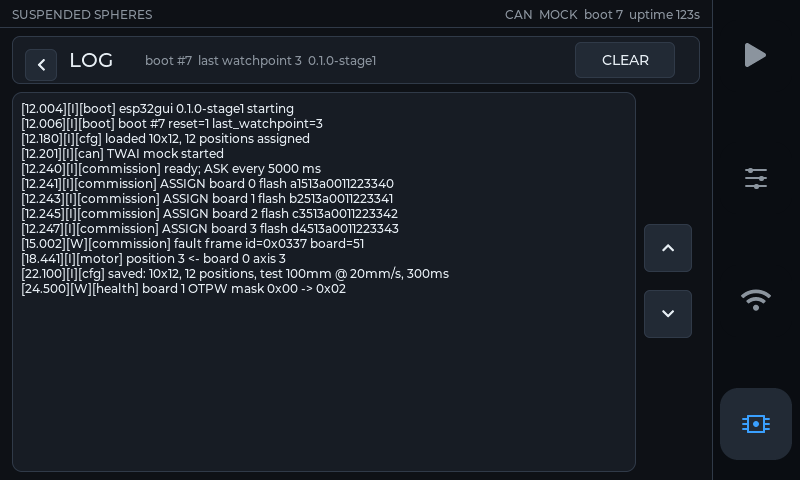 SUSPENDED SPHERES
CAN MOCK boot 7 uptime 123s
LOG
boot #7 last watchpoint 3 0.1.0-stage1
CLEAR
[12.004][I][boot] esp32gui 0.1.0-stage1 starting
[12.006][I][boot] boot #7 reset=1 last_watchpoint=3
[12.180][I][cfg] loaded 10x12, 12 positions assigned
[12.201][I][can] TWAI mock started
[12.240][I][commission] ready; ASK every 5000 ms
[12.241][I][commission] ASSIGN board 0 flash a1513a0011223340
[12.243][I][commission] ASSIGN board 1 flash b2513a0011223341
[12.245][I][commission] ASSIGN board 2 flash c3513a0011223342
[12.247][I][commission] ASSIGN board 3 flash d4513a0011223343
[15.002][W][commission] fault frame id=0x0337 board=51
[18.441][I][motor] position 3 <- board 0 axis 3
[22.100][I][cfg] saved: 10x12, 12 positions, test 100mm @ 20mm/s, 300ms
[24.500][W][health] board 1 OTPW mask 0x00 -> 0x02